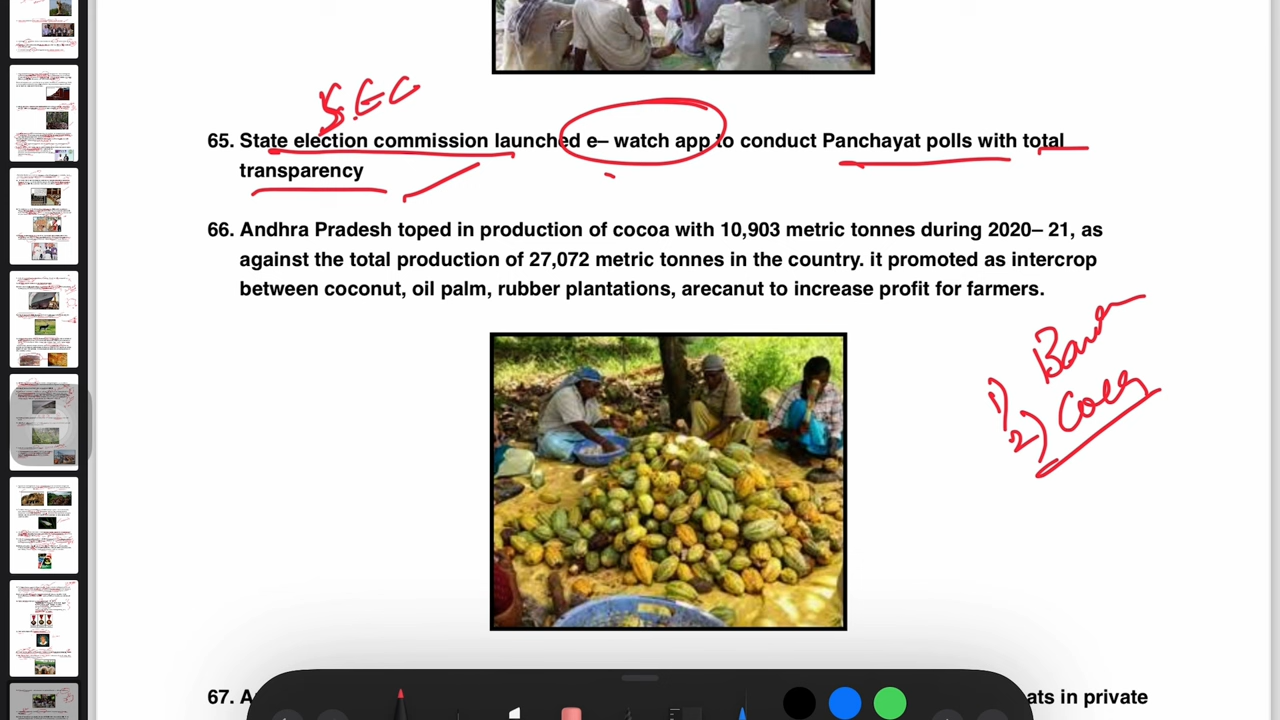 S.E.C
65. State election commission launched e– watch app to conduct Panchayat polls with total
transparency
66. Andhra Pradesh toped in production of cocoa with 10,903 metric tonnes during 2020– 21, as
against the total production of 27,072 metric tonnes in the country. it promoted as intercrop
between coconut, oil palm, rubber plantations, arecanut to increase profit for farmers.
1)
2)
67. A
ats in private